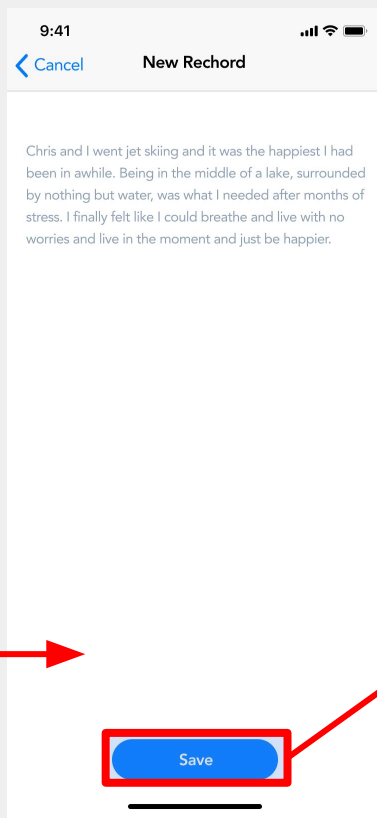 9:41
Cancel
New Rechord
Chris and I went jet skiing and it was the happiest I had
been in awhile. Being in the middle of a lake, surrounded
by nothing but water, was what I needed after months of
stress. I finally felt like I could breathe and live with no
worries and live in the moment and just be happier.
Save